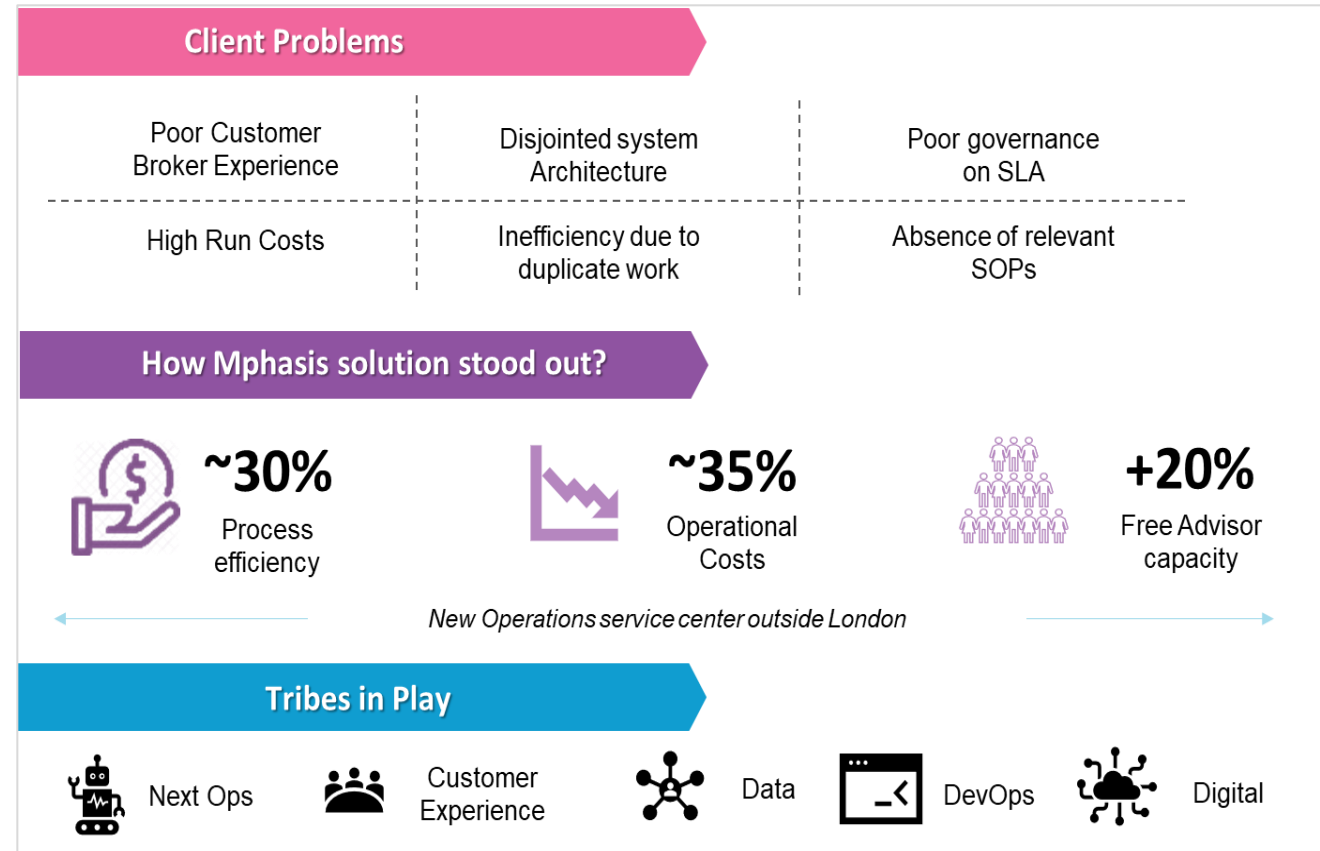 Client Problems
Poor Customer
Broker Experience
Disjointed system
Architecture
Poor governance
on SLA
High Run Costs
Inefficiency due to
duplicate work
Absence of relevant
SOPs
How Mphasis solution stood out?
~30%
Process
efficiency
~35%
Operational
Costs
+20%
Free Advisor
capacity
New Operations service center outside London
Tribes in Play
Next Ops
Customer
Experience
Data
DevOps
Digital